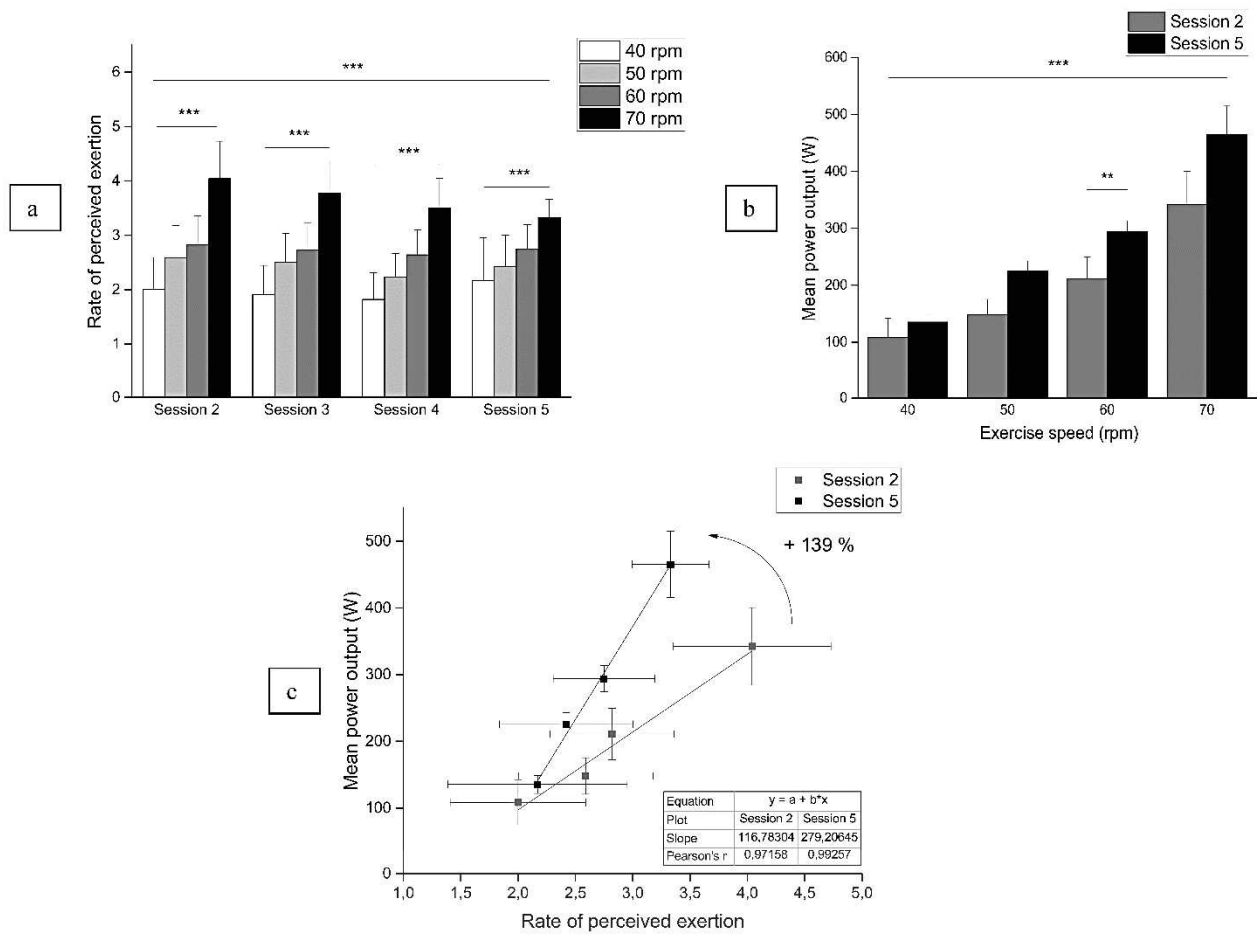 a
Rate of perceived exertion
6
5
4
3
2
1
0
***
***
***
***
***
40 rpm
50 rpm
60 rpm
70 rpm
Session 2 Session 3 Session 4 Session 5
b
Mean power output (W)
600
500
400
300
200
100
0
Session 2
Session 5
***
**
40 50 60 70
Exercise speed (rpm)
c
Mean power output (W)
500
400
300
200
100
0
Session 2
Session 5
+ 139 %
Equation y = a + b*x
Plot Session 2 Session 5
Slope 116,78304 279,20645
Pearson's r 0,97158 0,99257
1,0 1,5 2,0 2,5 3,0 3,5 4,0 4,5 5,0
Rate of perceived exertion